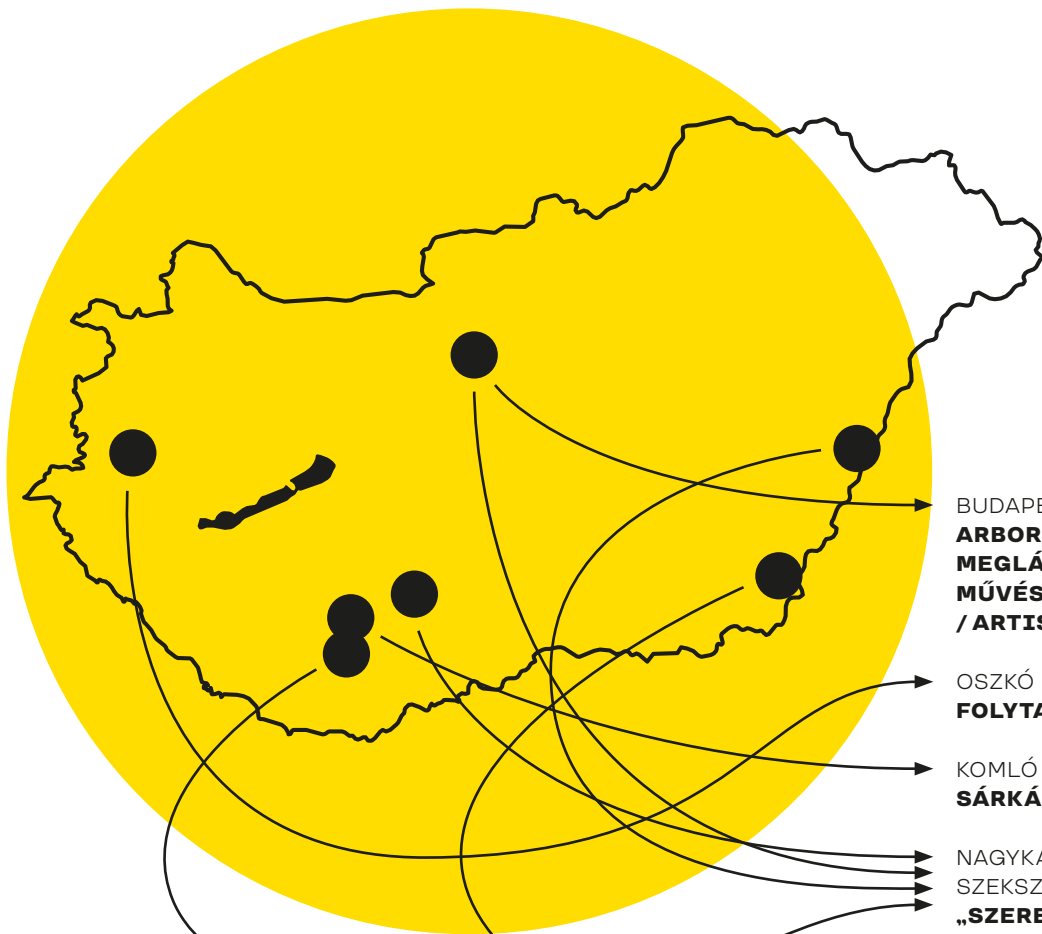 BUDAPE
ARBOR
MEGLÁ
MŰVÉS
/ ARTIS
OSZKÓ
FOLYTA
KOMLÓ
SÁRKÁ
NAGYKA
SZEKSZ
„SZERE